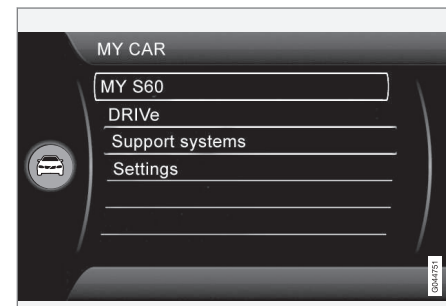 MY CAR
MY S60
DRIVe
Support systems
Settings
G044751